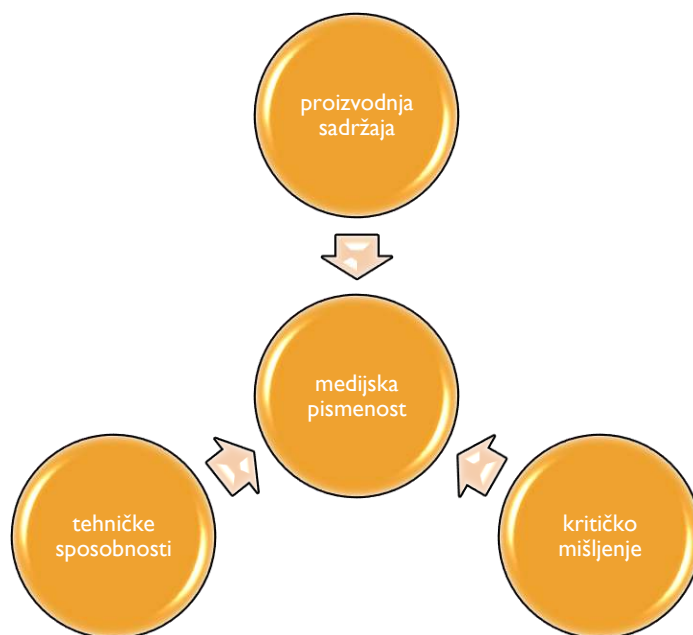 proizvodnja
sadržaja
medijska
pismenost
tehničke
sposobnosti
kritičko
mišljenje